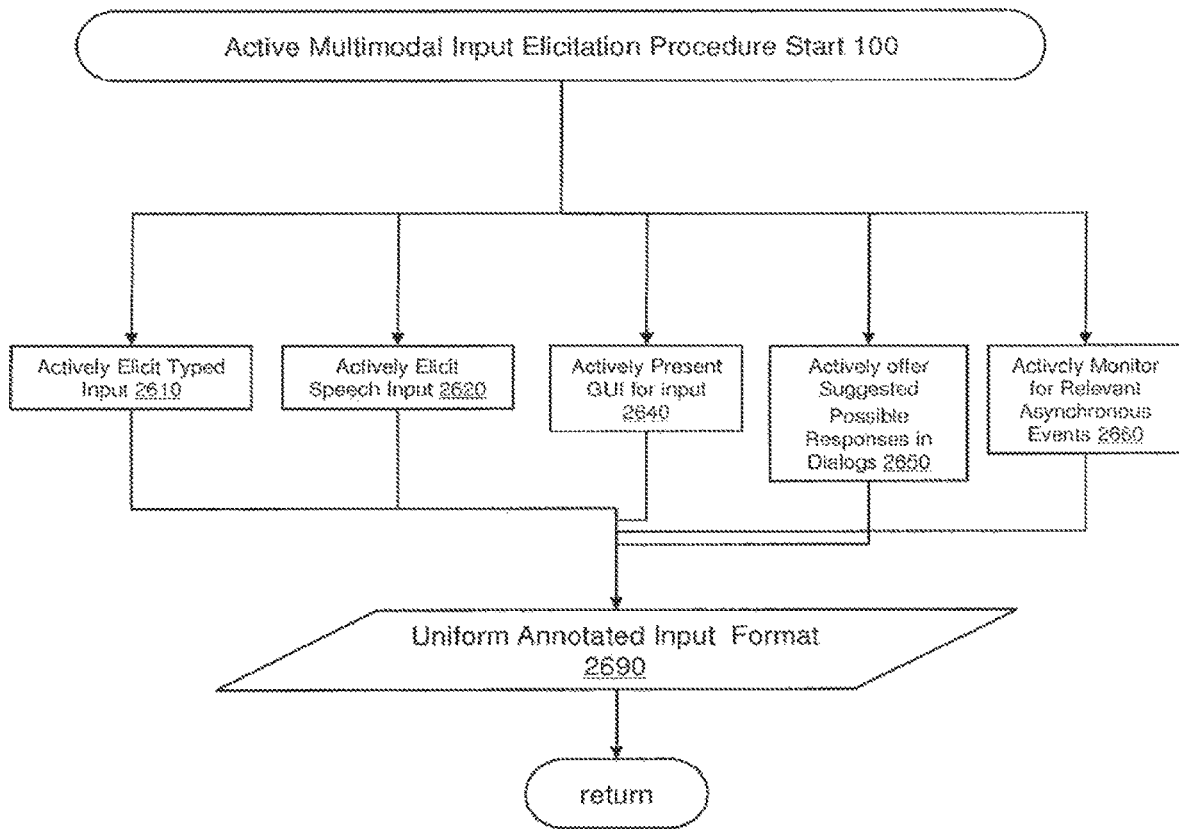 Active Multimodal Input Elicitation Procedure Start 100
Actively Elicit Typed
Input 2610
Actively Elicit
Speech Input 2620
Actively Present
GUI for input
2640
Actively offer
Suggested
Possible
Responses in
Dialogs 2650
Actively Monitor
for Relevant
Asynchronous
Events 2660
Uniform Annotated Input Format
2690
return